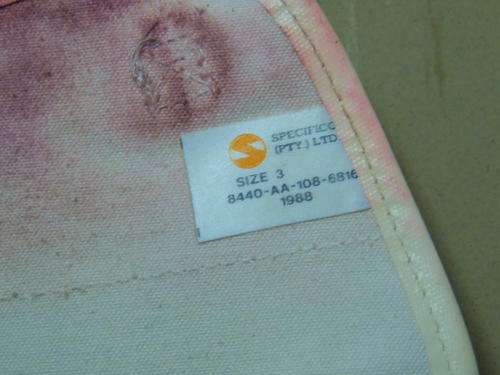 SPECIFICO
(PTY.) LTD.
SIZE 3
8440-AA-108-6816
1988